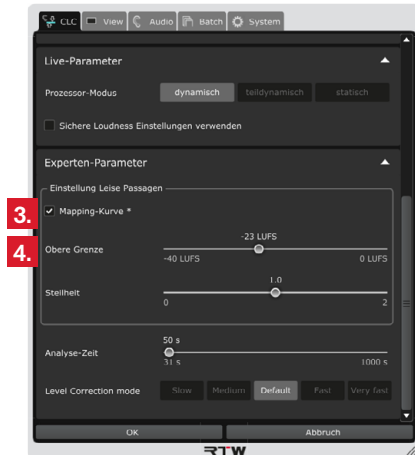 CLC View Audio Batch System
Live-Parameter
Prozessor-Modus dynamisch teildynamisch statisch
Sichere Loudness Einstellungen verwenden
Experten-Parameter
Einstellung Leise Passagen
3. Mapping-Kurve *
-23 LUFS
4. Obere Grenze
-40 LUFS 0 LUFS
1.0
Steilheit
0 2
50 s
Analyse-Zeit
31 s 1000 s
Level Correction mode Slow Medium Default Fast Very fast
OK Abbruch
RTW